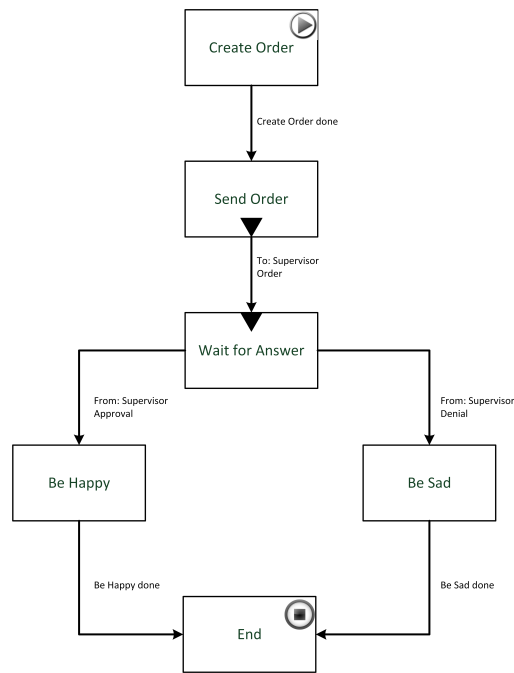 Create Order
Create Order done
Send Order
To: Supervisor
Order
Wait for Answer
From: Supervisor
Approval
From: Supervisor
Denial
Be Happy
Be Sad
Be Happy done
Be Sad done
End